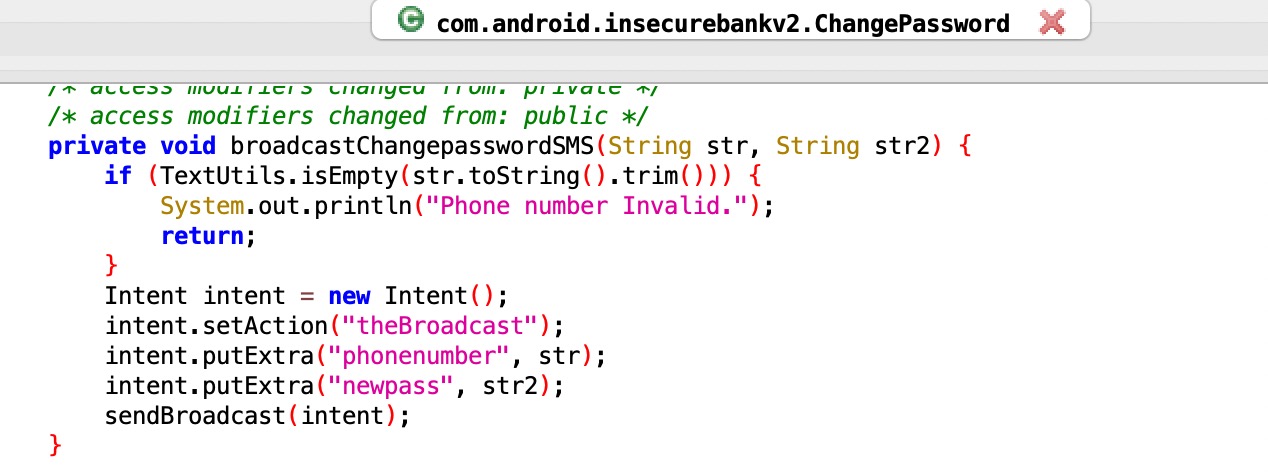 com.android.insecurebankv2.ChangePassword
/* access modifiers changed from: private */
/* access modifiers changed from: public */
private void broadcastChangepasswordSMS(String str, String str2) {
    if (TextUtils.isEmpty(str.toString().trim())) {
        System.out.println("Phone number Invalid.");
        return;
    }
    Intent intent = new Intent();
    intent.setAction("theBroadcast");
    intent.putExtra("phonenumber", str);
    intent.putExtra("newpass", str2);
    sendBroadcast(intent);
}